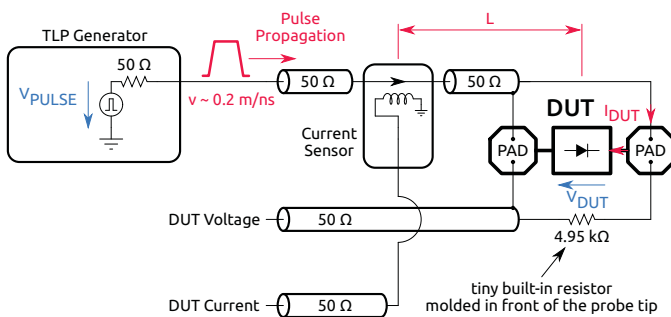 TLP Generator
50 Ω
V_PULSE
Pulse
Propagation
v ~ 0.2 m/ns
50 Ω
Current
Sensor
L
50 Ω
DUT
I_DUT
PAD
PAD
V_DUT
DUT Voltage
50 Ω
4.95 kΩ
tiny built-in resistor
molded in front of the probe tip
DUT Current
50 Ω